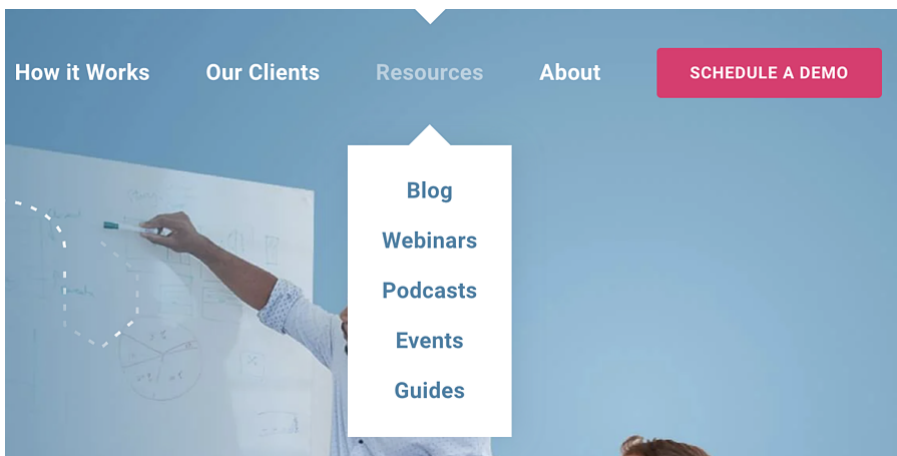 How it Works
Our Clients
Resources
About
SCHEDULE A DEMO
Blog
Webinars
Podcasts
Events
Guides